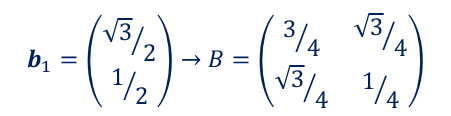 b₁ = (√3/2 1/2) → B = (3/4 √3/4 √3/4 1/4)